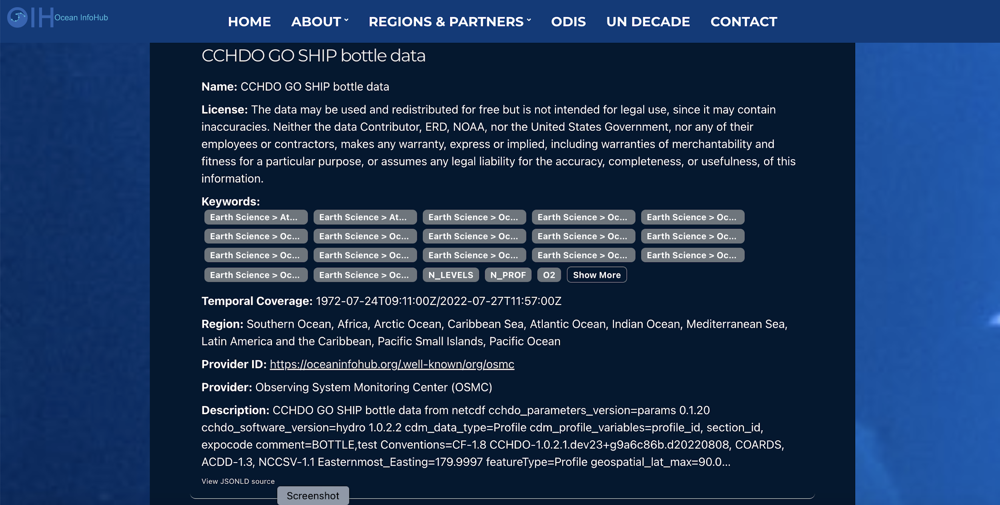 OIH Ocean InfoHub
HOME ABOUT REGIONS & PARTNERS ODIS UN DECADE CONTACT
CCHDO GO SHIP bottle data
Name: CCHDO GO SHIP bottle data
License: The data may be used and redistributed for free but is not intended for legal use, since it may contain
inaccuracies. Neither the data Contributor, ERD, NOAA, nor the United States Government, nor any of their
employees or contractors, makes any warranty, express or implied, including warranties of merchantability and
fitness for a particular purpose, or assumes any legal liability for the accuracy, completeness, or usefulness, of this
information.
Keywords:
Earth Science > At... Earth Science > At... Earth Science > Oc... Earth Science > Oc... Earth Science > Oc...
Earth Science > Oc... Earth Science > Oc... Earth Science > Oc... Earth Science > Oc... Earth Science > Oc...
Earth Science > Oc... Earth Science > Oc... Earth Science > Oc... Earth Science > Oc... Earth Science > Oc...
Earth Science > Oc... Earth Science > Oc... N_LEVELS N_PROF O2 Show More
Temporal Coverage: 1972-07-24T09:11:00Z/2022-07-27T11:57:00Z
Region: Southern Ocean, Africa, Arctic Ocean, Caribbean Sea, Atlantic Ocean, Indian Ocean, Mediterranean Sea,
Latin America and the Caribbean, Pacific Small Islands, Pacific Ocean
Provider ID: https://oceaninfohub.org/.well-known/org/osmc
Provider: Observing System Monitoring Center (OSMC)
Description: CCHDO GO SHIP bottle data from netcdf cchdo_parameters_version=params 0.1.20
cchdo_software_version=hydro 1.0.2.2 cdm_data_type=Profile cdm_profile_variables=profile_id, section_id,
expocode comment=BOTTLE,test Conventions=CF-1.8 CCHDO-1.0.2.1.dev23+g9a6c86b.d20220808, COARDS,
ACDD-1.3, NCCSV-1.1 Easternmost_Easting=179.9997 featureType=Profile geospatial_lat_max=90.0...
View JSONLD source
Screenshot